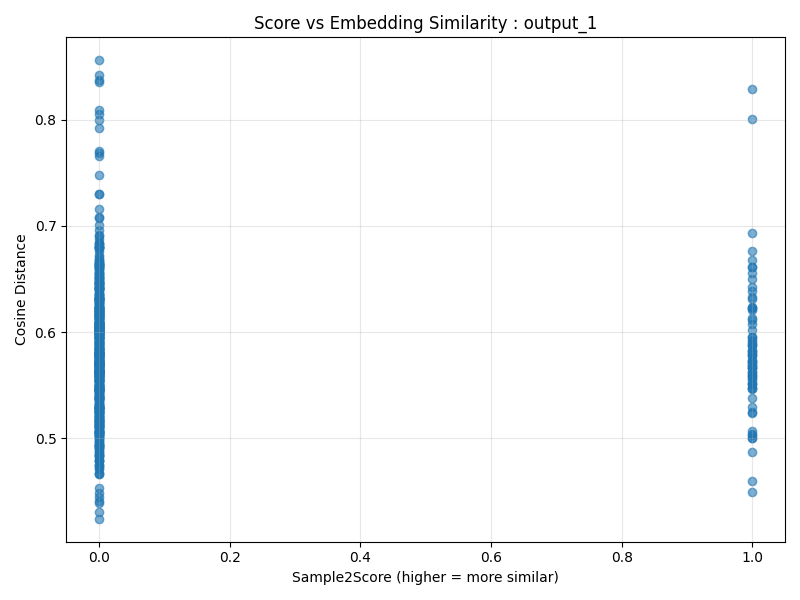 Score vs Embedding Similarity : output_1
0.8
0.7
0.6
0.5
Cosine Distance
0.0 0.2 0.4 0.6 0.8 1.0
Sample2Score (higher = more similar)